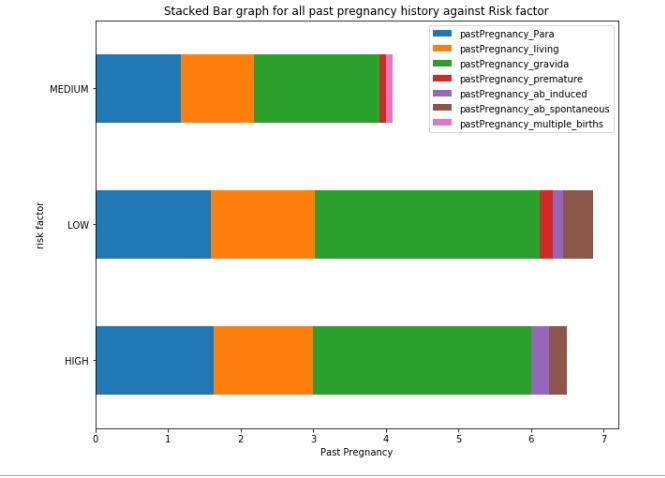 Stacked Bar graph for all past pregnancy history against Risk factor
pastPregnancy_Para
pastPregnancy_living
pastPregnancy_gravida
pastPregnancy_premature
pastPregnancy_ab_induced
pastPregnancy_ab_spontaneous
pastPregnancy_multiple_births
MEDIUM
LOW
HIGH
risk factor
0 1 2 3 4 5 6 7
Past Pregnancy